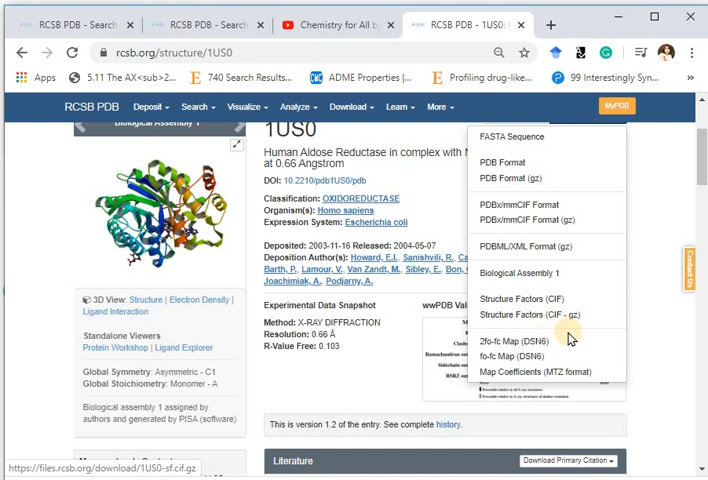 RCSB PDB - Search
RCSB PDB - Search
Chemistry for All b
RCSB PDB - 1US0:
rcsb.org/structure/1US0
Apps
5.11 The AX<sub>2...
740 Search Results...
ADME Properties |...
Profiling drug-like...
99 Interestingly Syn...
RCSB PDB
Deposit
Search
Visualize
Analyze
Download
Learn
More
MyPDB
Biological Assembly 1
1US0
Human Aldose Reductase in complex with
at 0.66 Angstrom
DOI: 10.2210/pdb1US0/pdb
Classification: OXIDOREDUCTASE
Organism(s): Homo sapiens
Expression System: Escherichia coli
Deposited: 2003-11-16 Released: 2004-05-07
Deposition Author(s): Howard, E.I., Sanishvili, R.,
Barth, P., Lamour, V., Van Zandt, M., Sibley, E., Bon,
Joachimiak, A., Podjarny, A.
Experimental Data Snapshot
Method: X-RAY DIFFRACTION
Resolution: 0.66 Å
R-Value Free: 0.103
wwPDB Val
FASTA Sequence
PDB Format
PDB Format (gz)
PDBx/mmCIF Format
PDBx/mmCIF Format (gz)
PDBML/XML Format (gz)
Biological Assembly 1
Structure Factors (CIF)
Structure Factors (CIF - gz)
2fo-fc Map (DSN6)
fo-fc Map (DSN6)
Map Coefficients (MTZ format)
Contact Us
3D View: Structure | Electron Density |
Ligand Interaction
Standalone Viewers
Protein Workshop | Ligand Explorer
Global Symmetry: Asymmetric - C1
Global Stoichiometry: Monomer - A
Biological assembly 1 assigned by
authors and generated by PISA (software)
This is version 1.2 of the entry. See complete history.
Literature
Download Primary Citation
https://files.rcsb.org/download/1US0-sf.cif.gz